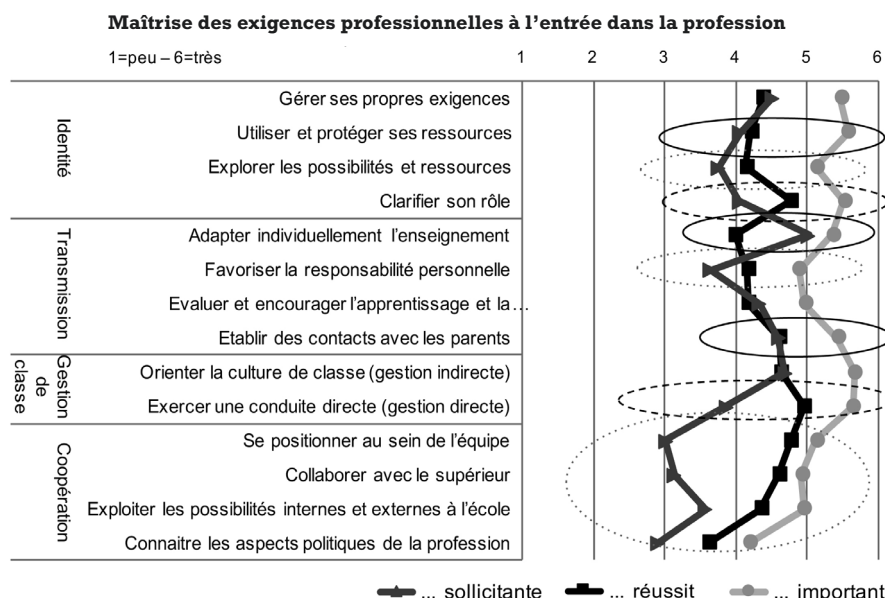 Maîtrise des exigences professionnelles à l'entrée dans la profession
1=peu – 6=très 1 2 3 4 5 6
Identité
Gérer ses propres exigences
Utiliser et protéger ses ressources
Explorer les possibilités et ressources
Clarifier son rôle
Transmission
Adapter individuellement l'enseignement
Favoriser la responsabilité personnelle
Evaluer et encourager l'apprentissage et la…
Etablir des contacts avec les parents
Gestion
de
classe
Orienter la culture de classe (gestion indirecte)
Exercer une conduite directe (gestion directe)
Coopération
Se positionner au sein de l'équipe
Collaborer avec le supérieur
Exploiter les possibilités internes et externes à l'école
Connaitre les aspects politiques de la profession
... sollicitante ... réussit ... important